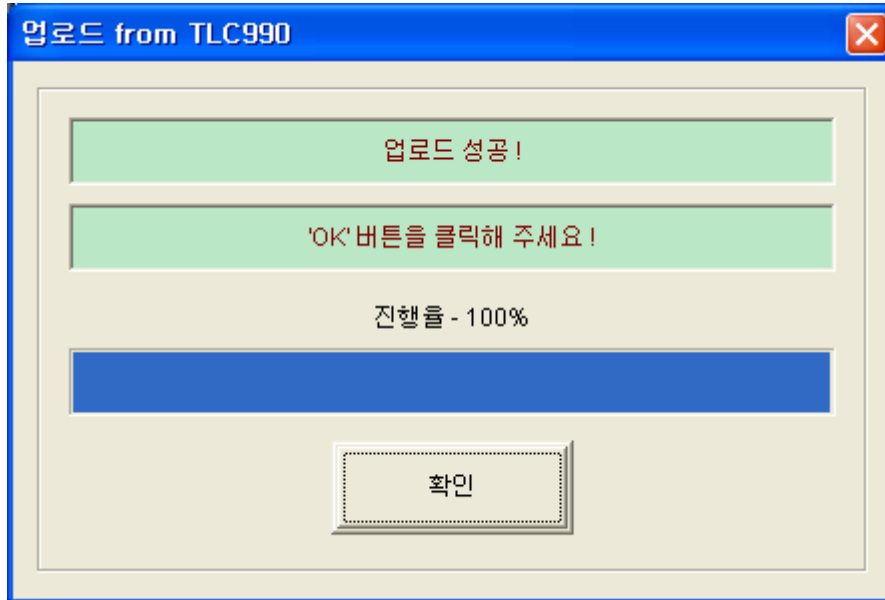 업로드 from TLC990
업로드 성공 !
'OK' 버튼을 클릭해 주세요 !
진행율 - 100%
확인